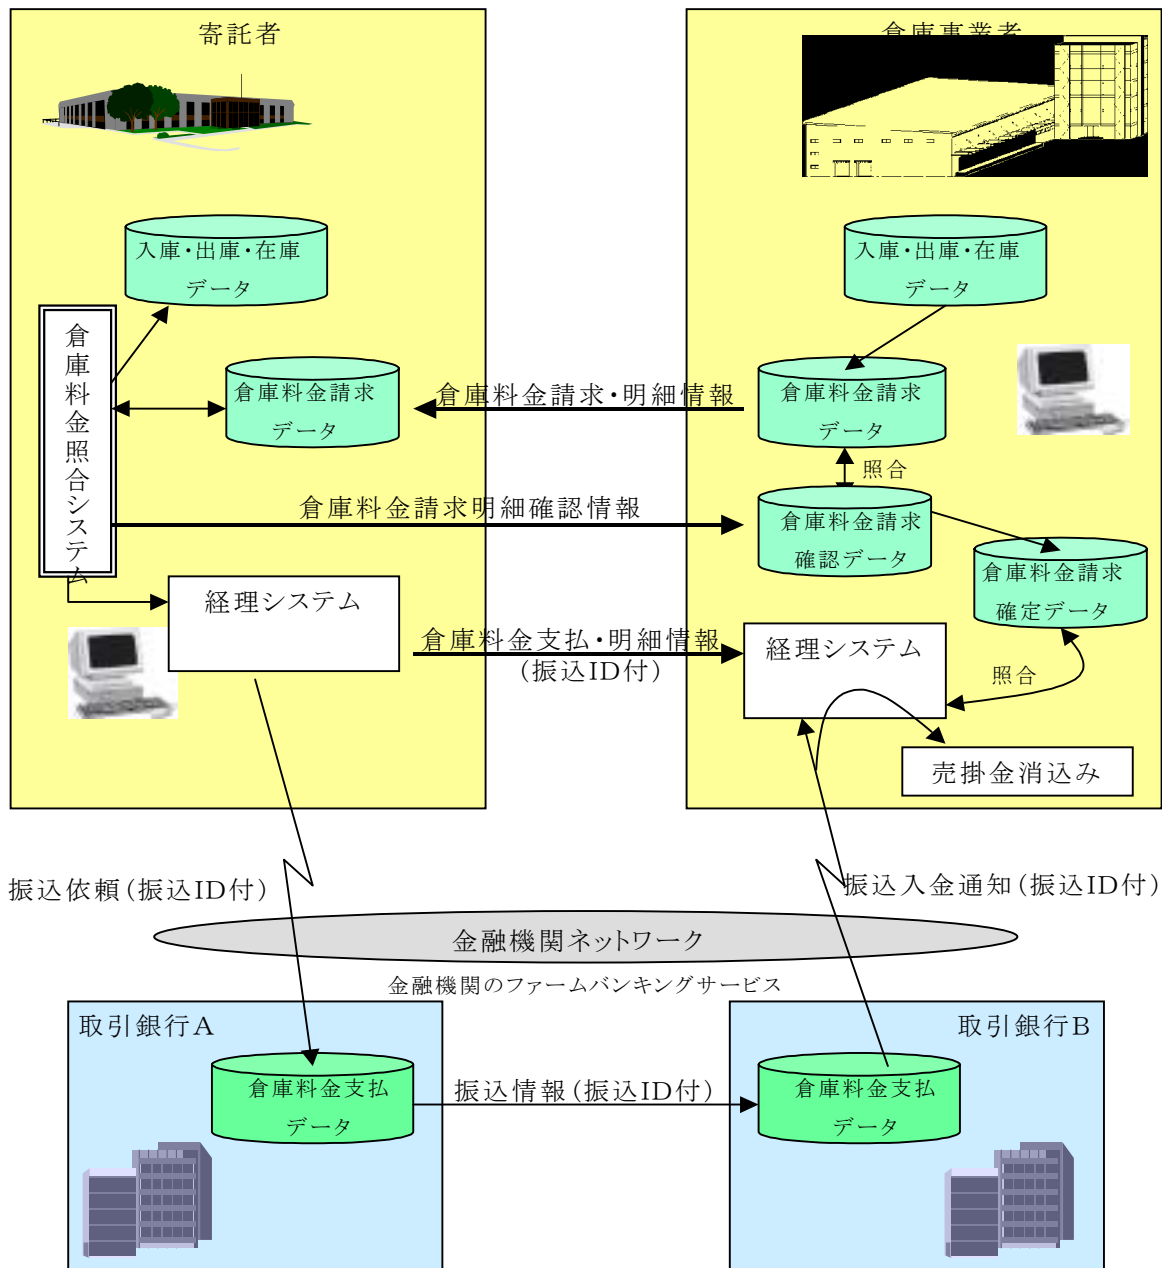 寄託者
倉庫事業者
入庫・出庫・在庫
データ
入庫・出庫・在庫
データ
倉庫料金照合システム
倉庫料金請求
データ
倉庫料金請求・明細情報
倉庫料金請求
データ
照合
倉庫料金請求明細確認情報
倉庫料金請求
確認データ
倉庫料金請求
確定データ
経理システム
倉庫料金支払・明細情報
(振込ID付)
経理システム
照合
売掛金消込み
振込依頼(振込ID付)
振込入金通知(振込ID付)
金融機関ネットワーク
金融機関のファームバンキングサービス
取引銀行A
取引銀行B
倉庫料金支払
データ
振込情報(振込ID付)
倉庫料金支払
データ